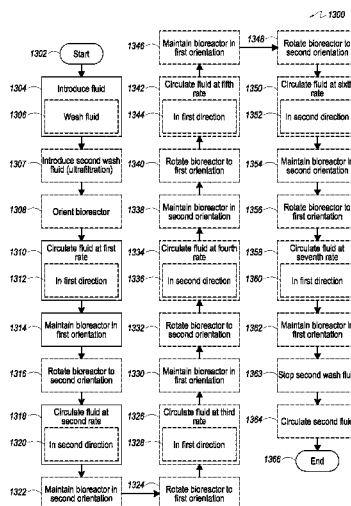 1300
1302
Start
1304
Introduce fluid
1306
Wash fluid
1307
Introduce second wash
fluid (ultrafiltration)
1308
Orient bioreactor
1310
Circulate fluid at first
rate
1312
In first direction
1314
Maintain bioreactor in
first orientation
1316
Rotate bioreactor to
second orientation
1318
Circulate fluid at
second rate
1320
In second direction
1322
Maintain bioreactor in
second orientation
1324
Rotate bioreactor to
first orientation
1326
Circulate fluid at third
rate
1328
In first direction
1330
Maintain bioreactor in
first orientation
1332
Rotate bioreactor to
second orientation
1334
Circulate fluid at fourth
rate
1336
In second direction
1338
Maintain bioreactor in
second orientation
1340
Rotate bioreactor to
first orientation
1342
Circulate fluid at fifth
rate
1344
In first direction
1346
Maintain bioreactor in
first orientation
1348
Rotate bioreactor to
second orientation
1350
Circulate fluid at sixth
rate
1352
In second direction
1354
Maintain bioreactor in
second orientation
1356
Rotate bioreactor to
first orientation
1358
Circulate fluid at
seventh rate
1360
In first direction
1362
Maintain bioreactor in
first orientation
1363
Stop second wash flu
1364
Circulate second fluid
1366
End